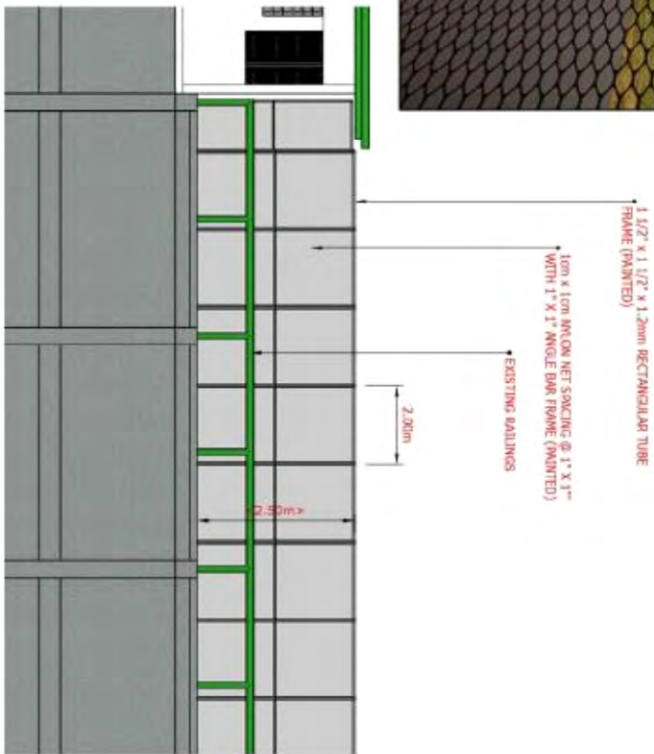 1 1/2" x 1 1/2" x 1.2mm RECTANGULAR TUBE
FRAME (PAINTED)
1cm x 1cm NYLON NET SPACING @ 1" X 1"
WITH 1" X 1" ANGLE BAR FRAME (PAINTED)
EXISTING RAILINGS
2.00m
<2.50m>